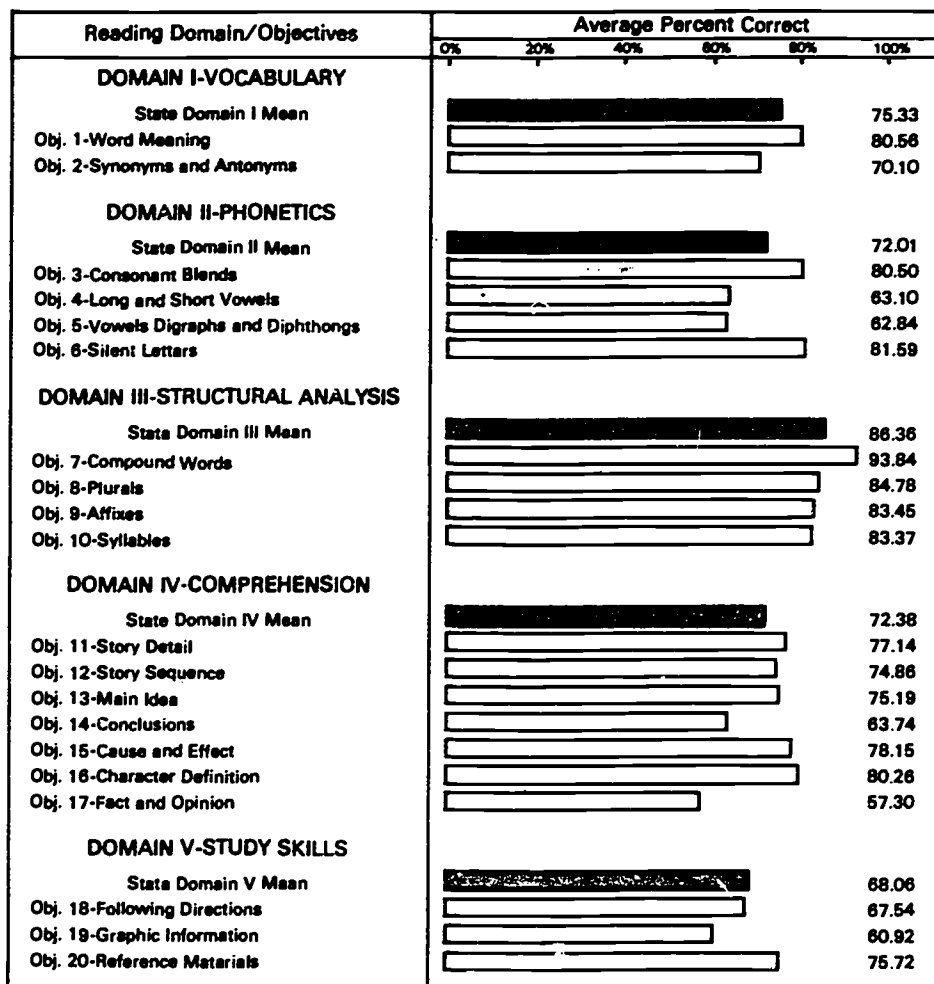 Reading Domain/Objectives
Average Percent Correct
0% 20% 40% 60% 80% 100%
DOMAIN I-VOCABULARY
State Domain I Mean 75.33
Obj. 1-Word Meaning 80.56
Obj. 2-Synonyms and Antonyms 70.10
DOMAIN II-PHONETICS
State Domain II Mean 72.01
Obj. 3-Consonant Blends 80.50
Obj. 4-Long and Short Vowels 63.10
Obj. 5-Vowels Digraphs and Diphthongs 62.84
Obj. 6-Silent Letters 81.59
DOMAIN III-STRUCTURAL ANALYSIS
State Domain III Mean 86.36
Obj. 7-Compound Words 93.84
Obj. 8-Plurals 84.78
Obj. 9-Affixes 83.45
Obj. 10-Syllables 83.37
DOMAIN IV-COMPREHENSION
State Domain IV Mean 72.38
Obj. 11-Story Detail 77.14
Obj. 12-Story Sequence 74.86
Obj. 13-Main Idea 75.19
Obj. 14-Conclusions 63.74
Obj. 15-Cause and Effect 78.15
Obj. 16-Character Definition 80.26
Obj. 17-Fact and Opinion 57.30
DOMAIN V-STUDY SKILLS
State Domain V Mean 68.06
Obj. 18-Following Directions 67.54
Obj. 19-Graphic Information 60.92
Obj. 20-Reference Materials 75.72